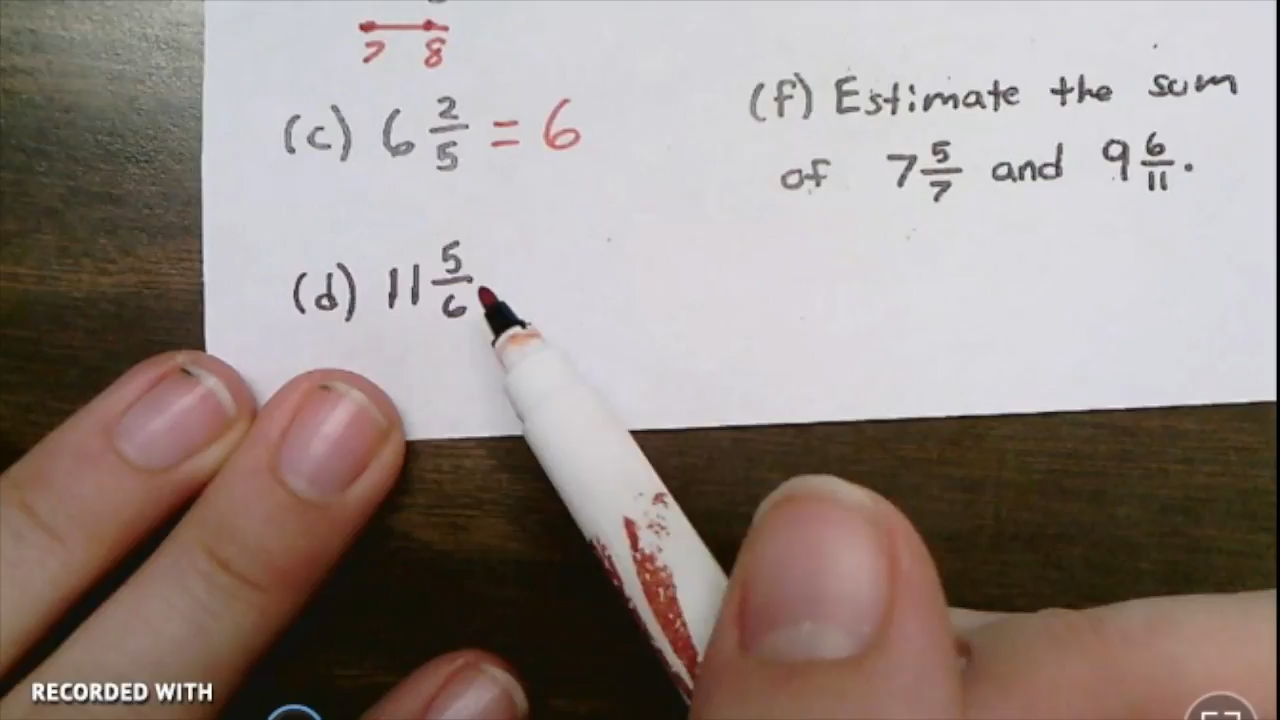 7 8
(c) 6 2/5 = 6
(d) 11 5/6
(f) Estimate the sum
of 7 5/7 and 9 6/11.
RECORDED WITH